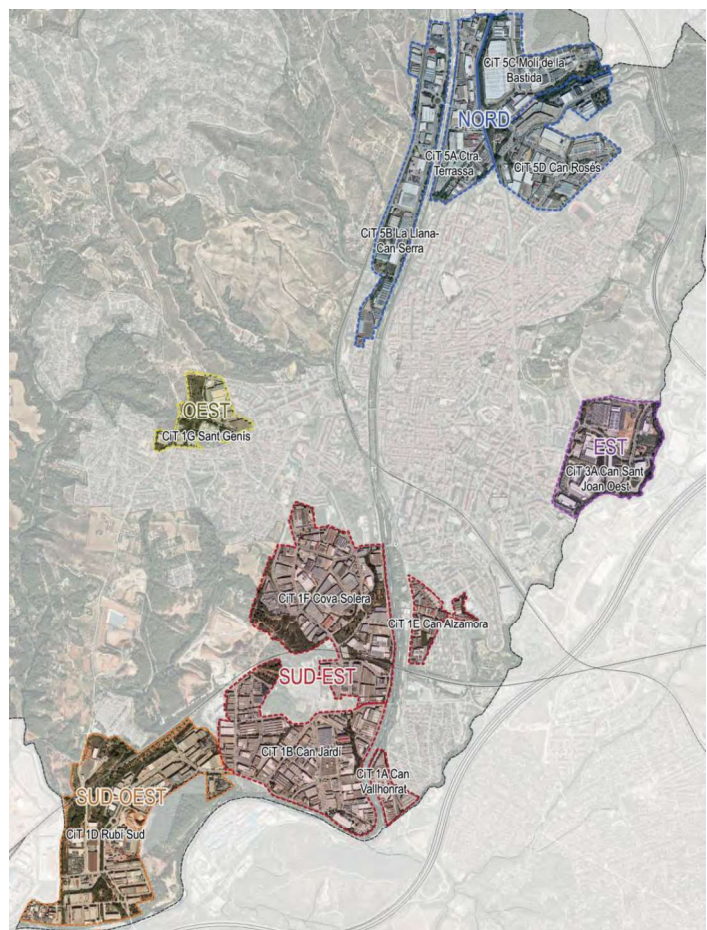 CiT 5C Molí de la
Bastida
NORD
CiT 5A Ctra.
Terrassa
CiT 5D Can Rosés
CiT 5B La Llana-
Can Serra
OEST
CiT 1G Sant Genís
EST
CiT 3A Can Sant
Joan Oest
CiT 1F Cova Solera
CiT 1E Can Alzamora
SUD-EST
CiT 1B Can Jardí
CiT 1A Can
Vallhonrat
SUD-OEST
CiT 1D Rubí Sud